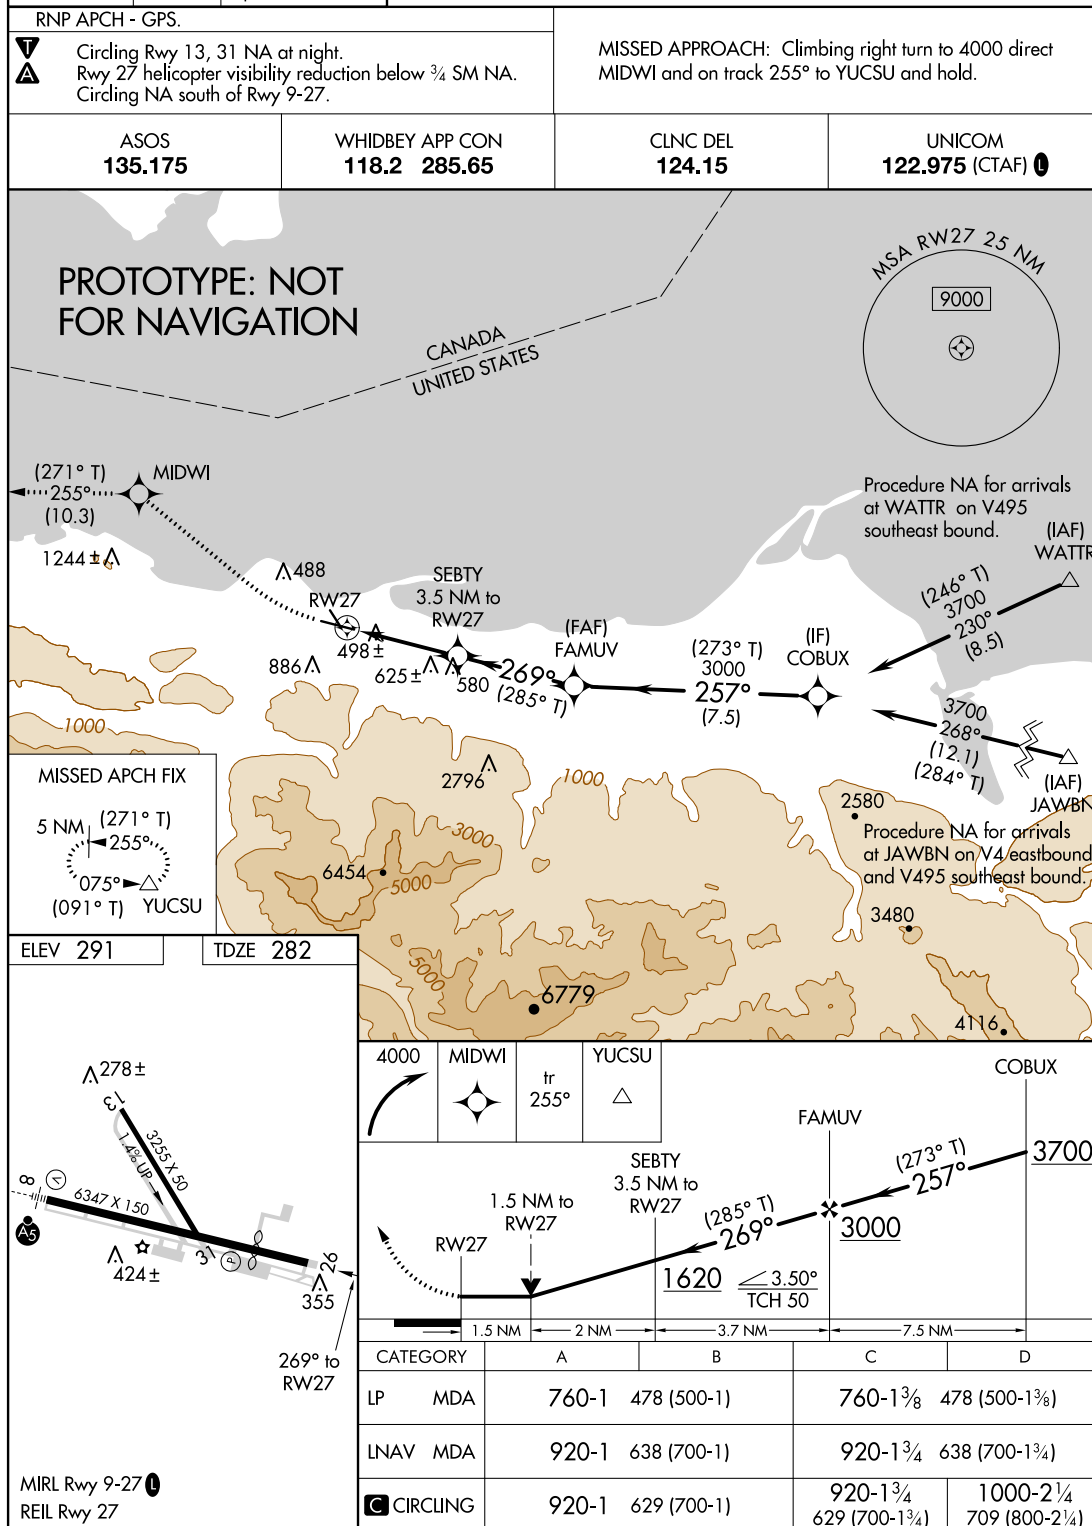 RNP APCH - GPS.
T
A
Circling Rwy 13, 31 NA at night.
Rwy 27 helicopter visibility reduction below ¾ SM NA.
Circling NA south of Rwy 9-27.
MISSED APPROACH: Climbing right turn to 4000 direct
MIDWI and on track 255° to YUCSU and hold.
ASOS
135.175
WHIDBEY APP CON
118.2 285.65
CLNC DEL
124.15
UNICOM
122.975 (CTAF) L
PROTOTYPE: NOT
FOR NAVIGATION
CANADA
UNITED STATES
MSA RW27 25 NM
9000
(271° T)
255°
(10.3)
MIDWI
1244 ±
488
RW27
SEBTY
3.5 NM to
RW27
498 ±
886
625 ±
580
269°
(285° T)
(FAF)
FAMUV
(273° T)
3000
257°
(7.5)
(IF)
COBUX
Procedure NA for arrivals
at WATTR on V495
southeast bound.
(IAF)
WATTR
(246° T)
3700
230°
(8.5)
3700
268°
(12.1)
(284° T)
(IAF)
JAWBN
Procedure NA for arrivals
at JAWBN on V4 eastbound
and V495 southeast bound.
1000
2796
1000
3000
6454
5000
5000
6779
2580
3480
4116
MISSED APCH FIX
5 NM
(271° T)
255°
075°
(091° T)
YUCSU
ELEV 291
TDZE 282
278 ±
13
3255 X 50
1.4% UP
8
V
A5
6347 X 150
31
P
26
424 ±
355
269° to
RW27
MIRL Rwy 9-27 L
REIL Rwy 27
4000
MIDWI
tr
255°
YUCSU
COBUX
FAMUV
3700
(273° T)
257°
SEBTY
3.5 NM to
RW27
1.5 NM to
RW27
RW27
(285° T)
269°
3000
1620
3.50°
TCH 50
1.5 NM
2 NM
3.7 NM
7.5 NM
CATEGORY A B C D
LP MDA 760-1 478 (500-1) 760-1⅜ 478 (500-1⅜)
LNAV MDA 920-1 638 (700-1) 920-1¾ 638 (700-1¾)
C CIRCLING 920-1 629 (700-1) 920-1¾ 629 (700-1¾) 1000-2¼ 709 (800-2¼)